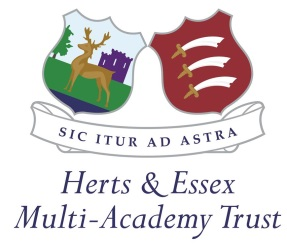 SIC ITUR AD ASTRA
Herts & Essex
Multi-Academy Trust